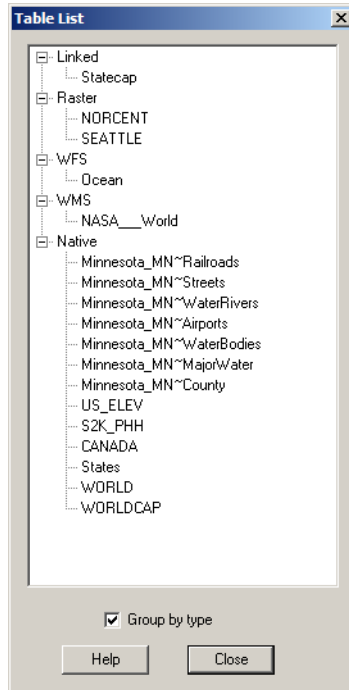 Table List
Linked
Statecap
Raster
NORCENT
SEATTLE
WFS
Ocean
WMS
NASA___World
Native
Minnesota_MN~Railroads
Minnesota_MN~Streets
Minnesota_MN~WaterRivers
Minnesota_MN~Airports
Minnesota_MN~WaterBodies
Minnesota_MN~MajorWater
Minnesota_MN~County
US_ELEV
S2K_PHH
CANADA
States
WORLD
WORLDCAP
Group by type
Help Close